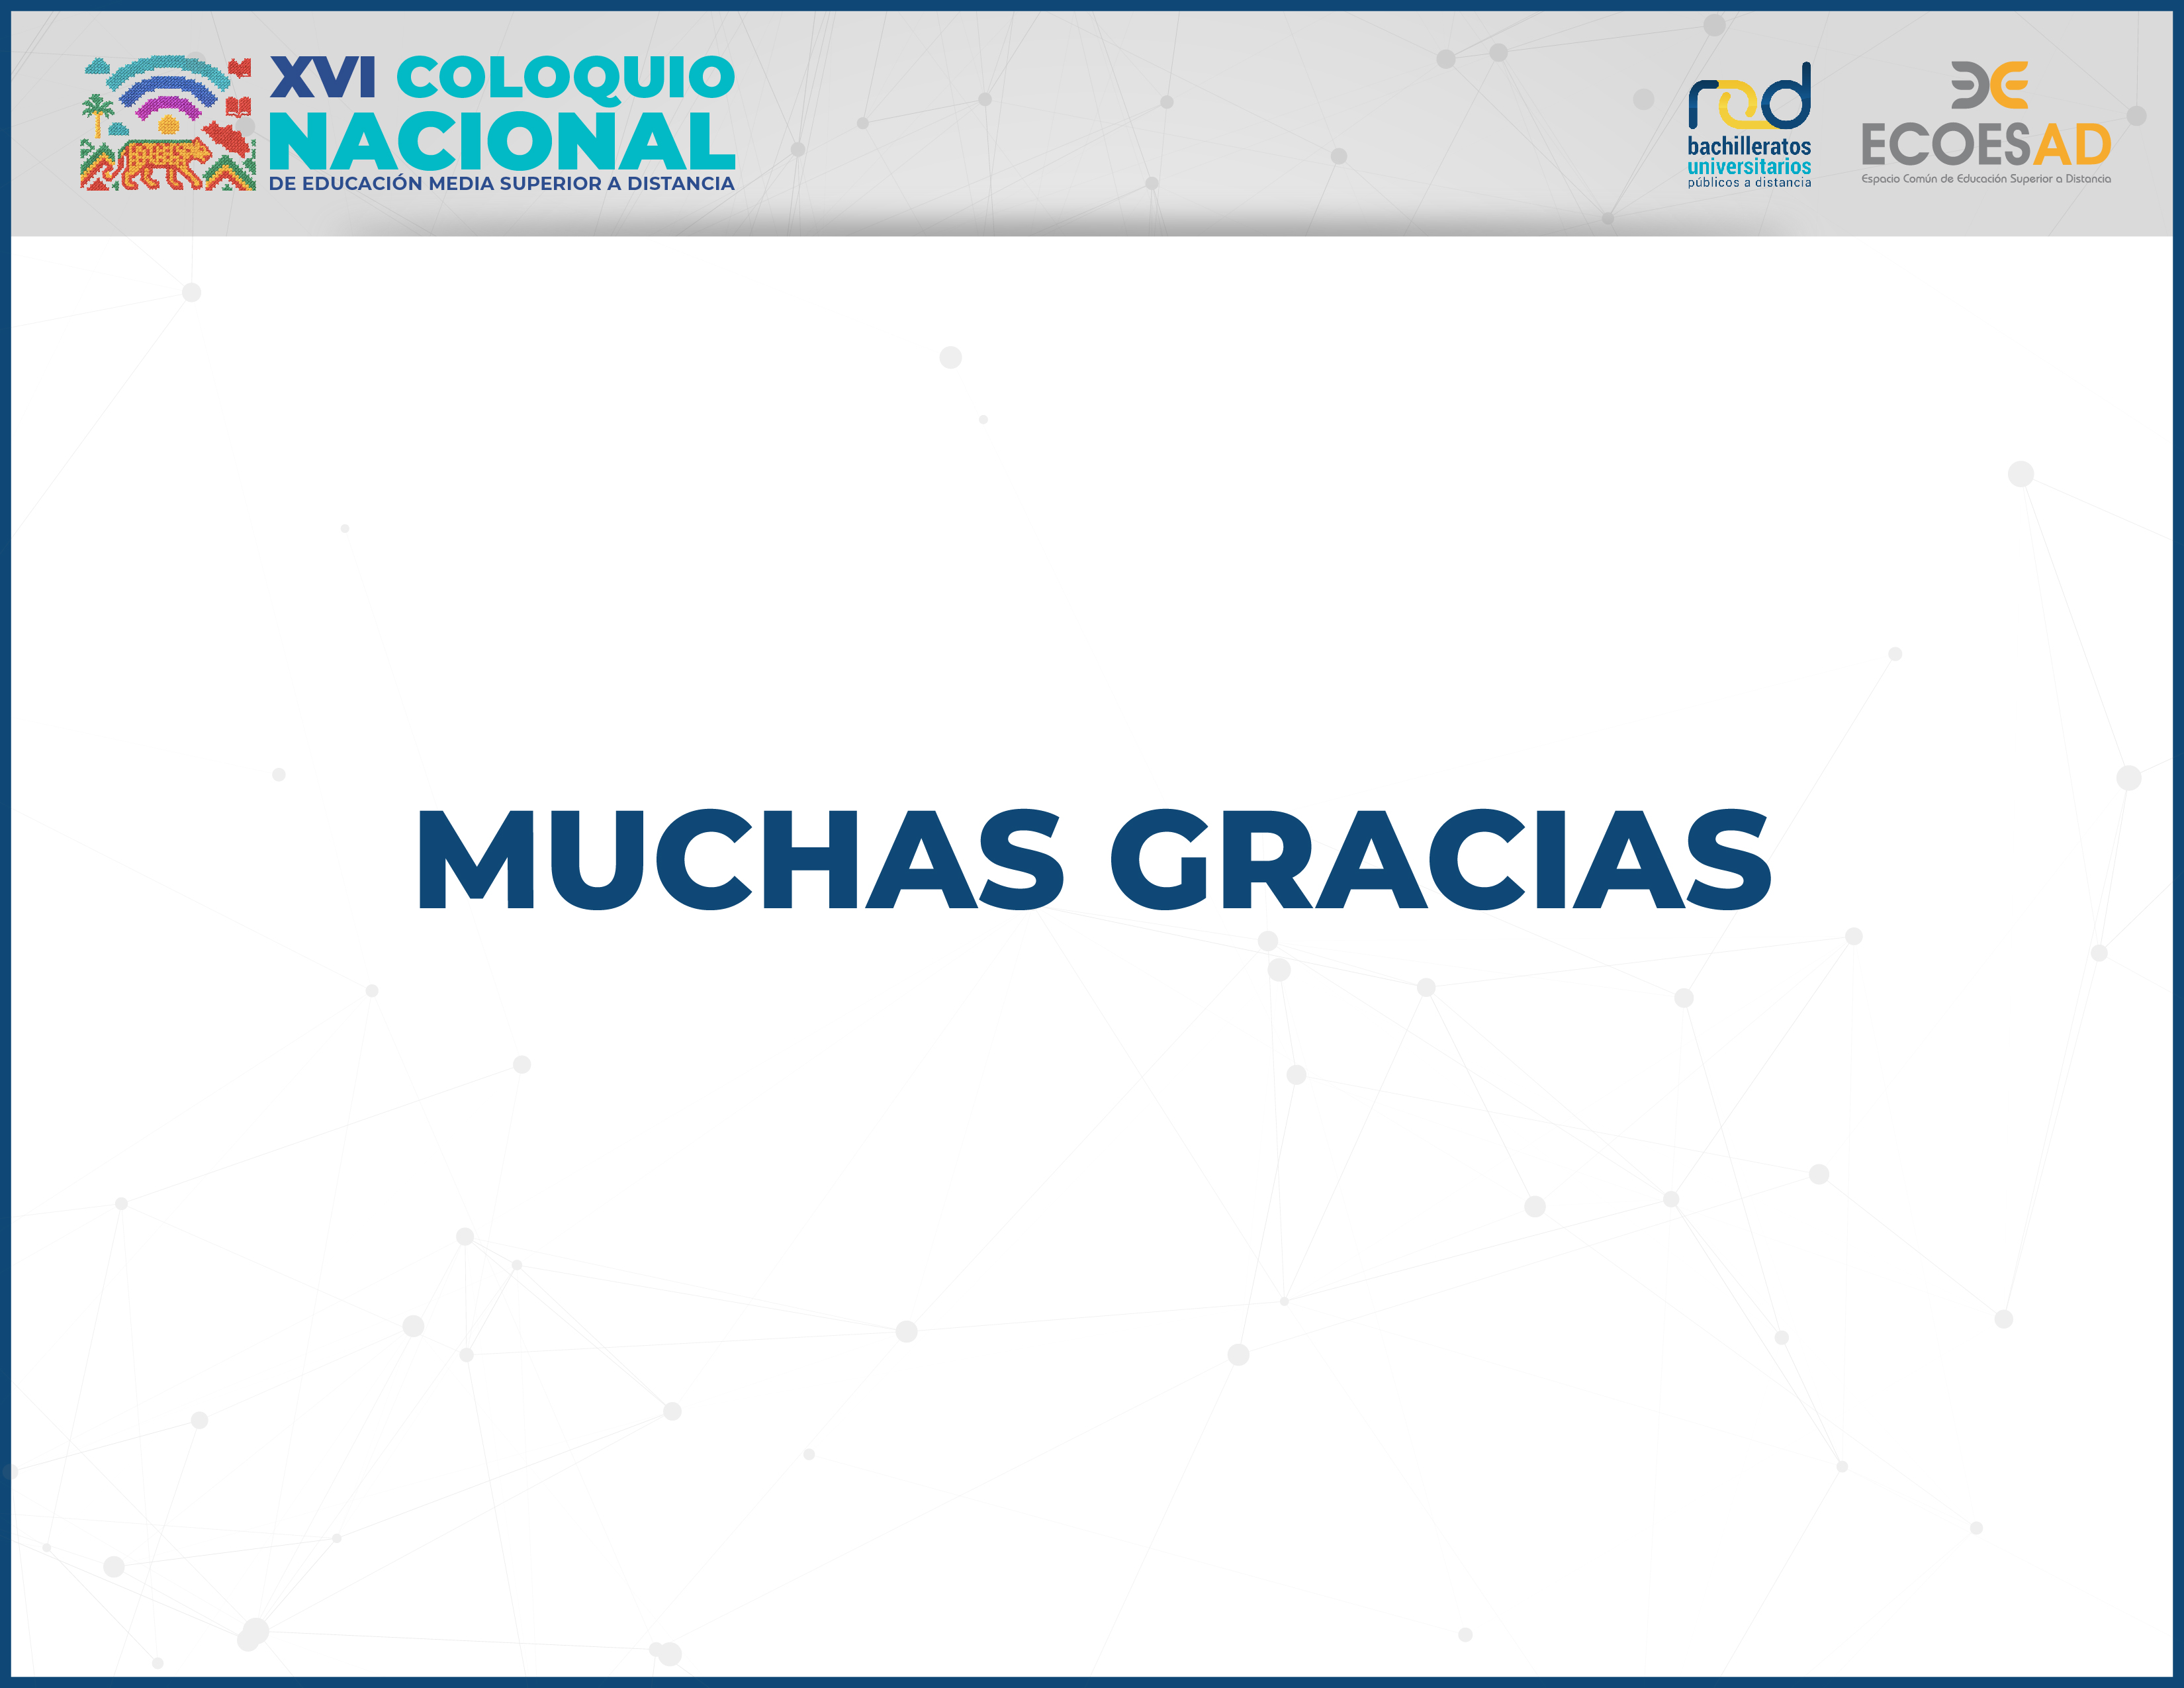 XVI COLOQUIO
NACIONAL
DE EDUCACIÓN MEDIA SUPERIOR A DISTANCIA
red
bachilleratos
universitarios
públicos a distancia
ECOESAD
Espacio Común de Educación Superior a Distancia
MUCHAS GRACIAS